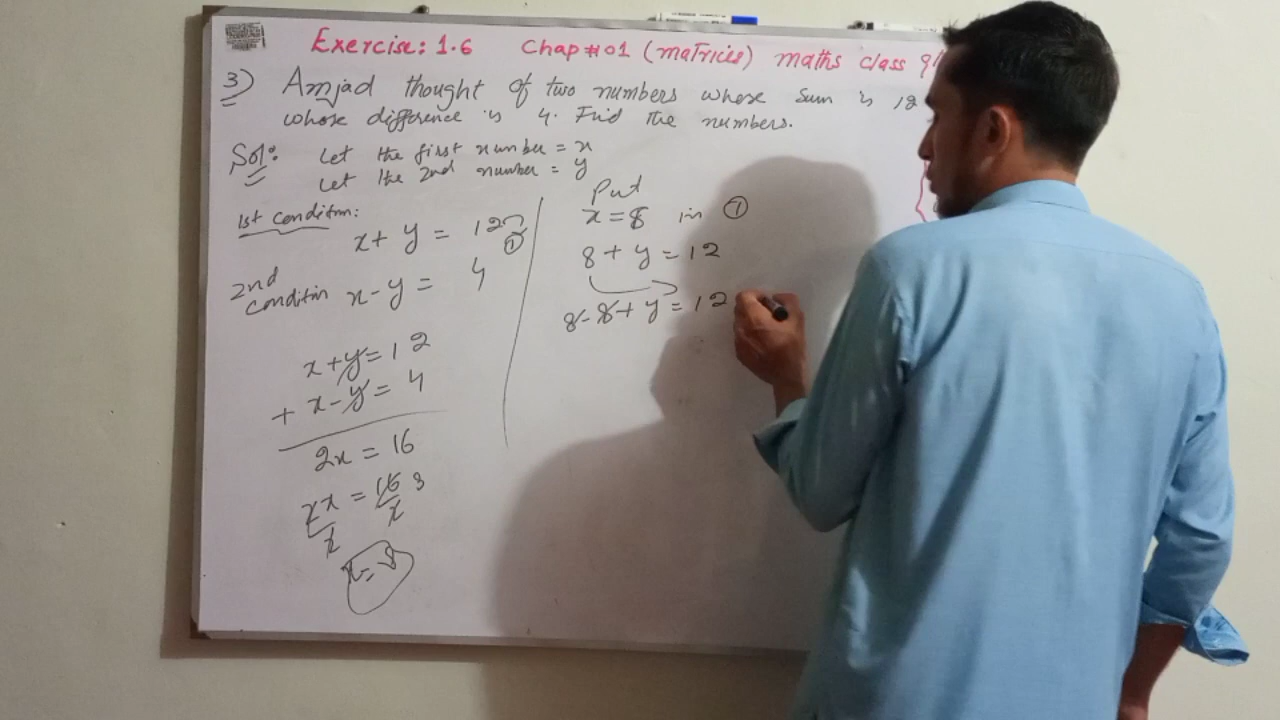 Exercise: 1.6 Chap#01 (matrices) maths class 9
3) Amjad thought of two numbers whose sum is 12
whose difference is 4. Find the numbers.
Sol: Let the first number = x
Let the 2nd number = y
1st condition:
x + y = 12 ①
2nd
condition x - y = 4
x + y = 12
+ x - y = 4
2x = 16
2x = 16 8
2 2
x = 8
Put
x = 8 in ①
8 + y = 12
8 - 8 + y = 12